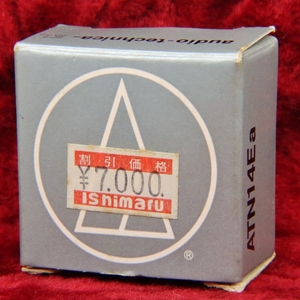 audio-technica
割引価格
¥7,000.
Ishimaru
®
ATN14Ea